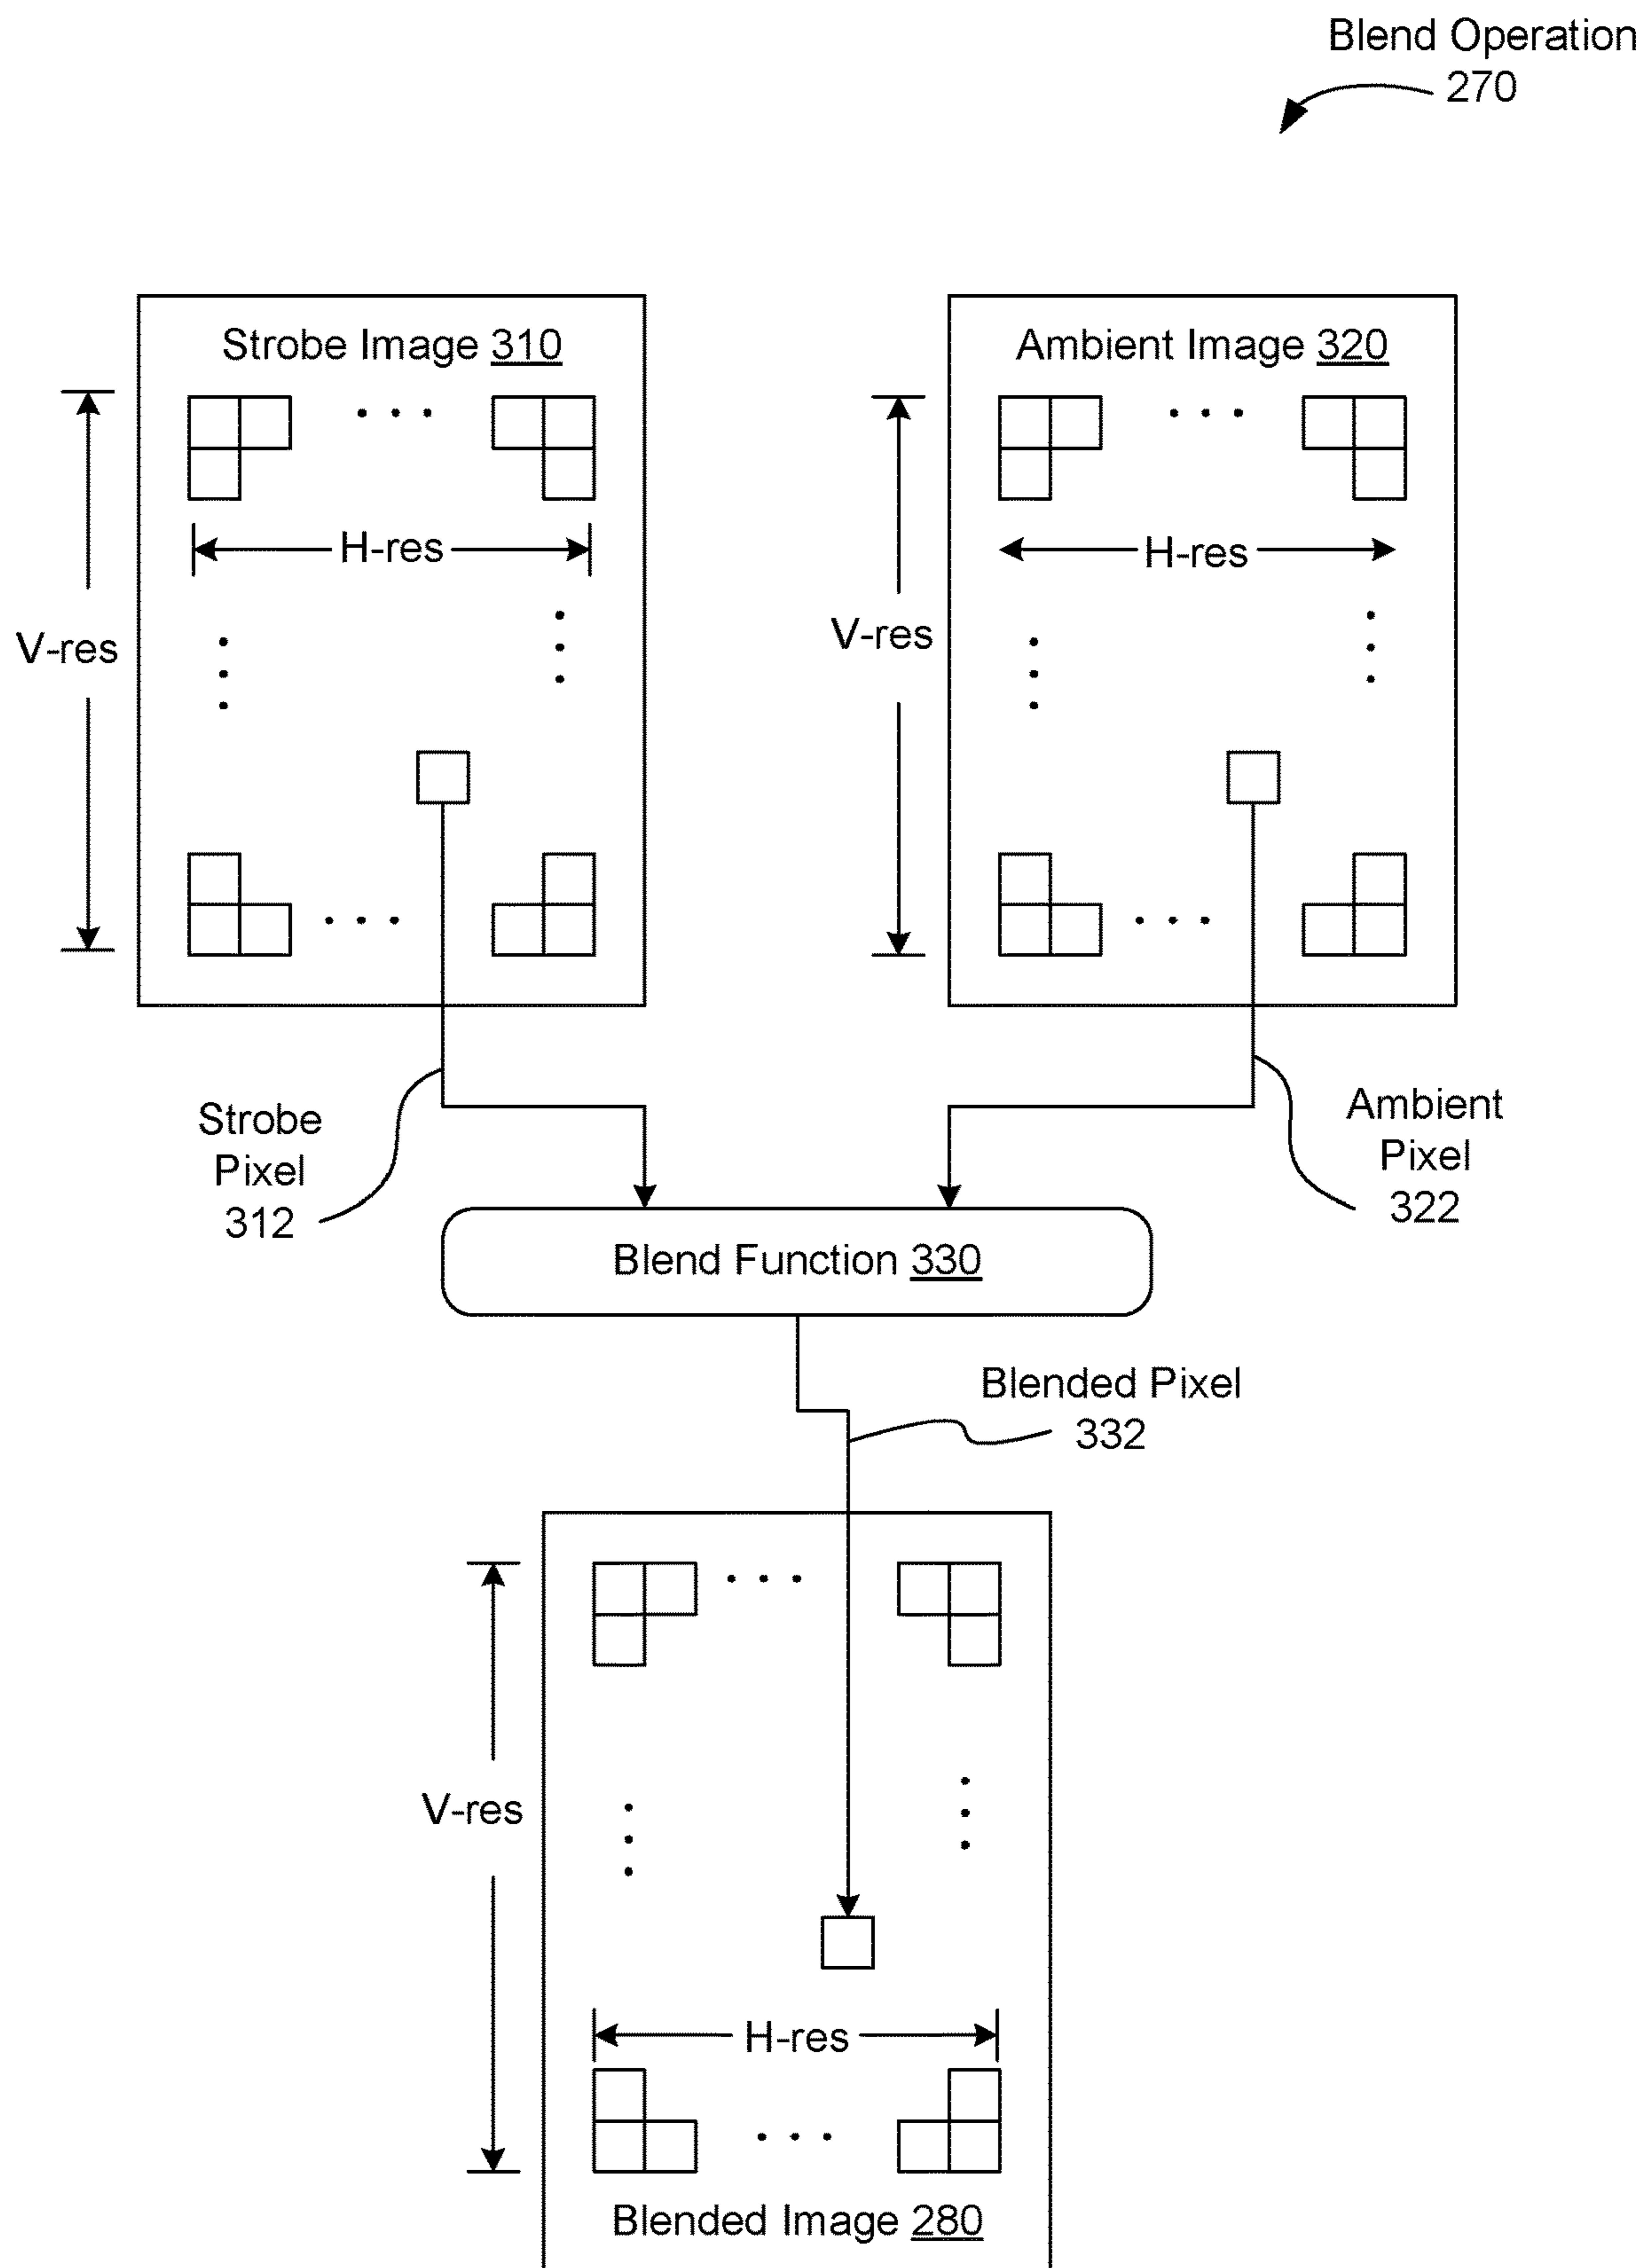 Blend Operation
270
Strobe Image 310
Ambient Image 320
H-res
H-res
V-res
V-res
Strobe
Pixel
312
Ambient
Pixel
322
Blend Function 330
Blended Pixel
332
V-res
H-res
Blended Image 280